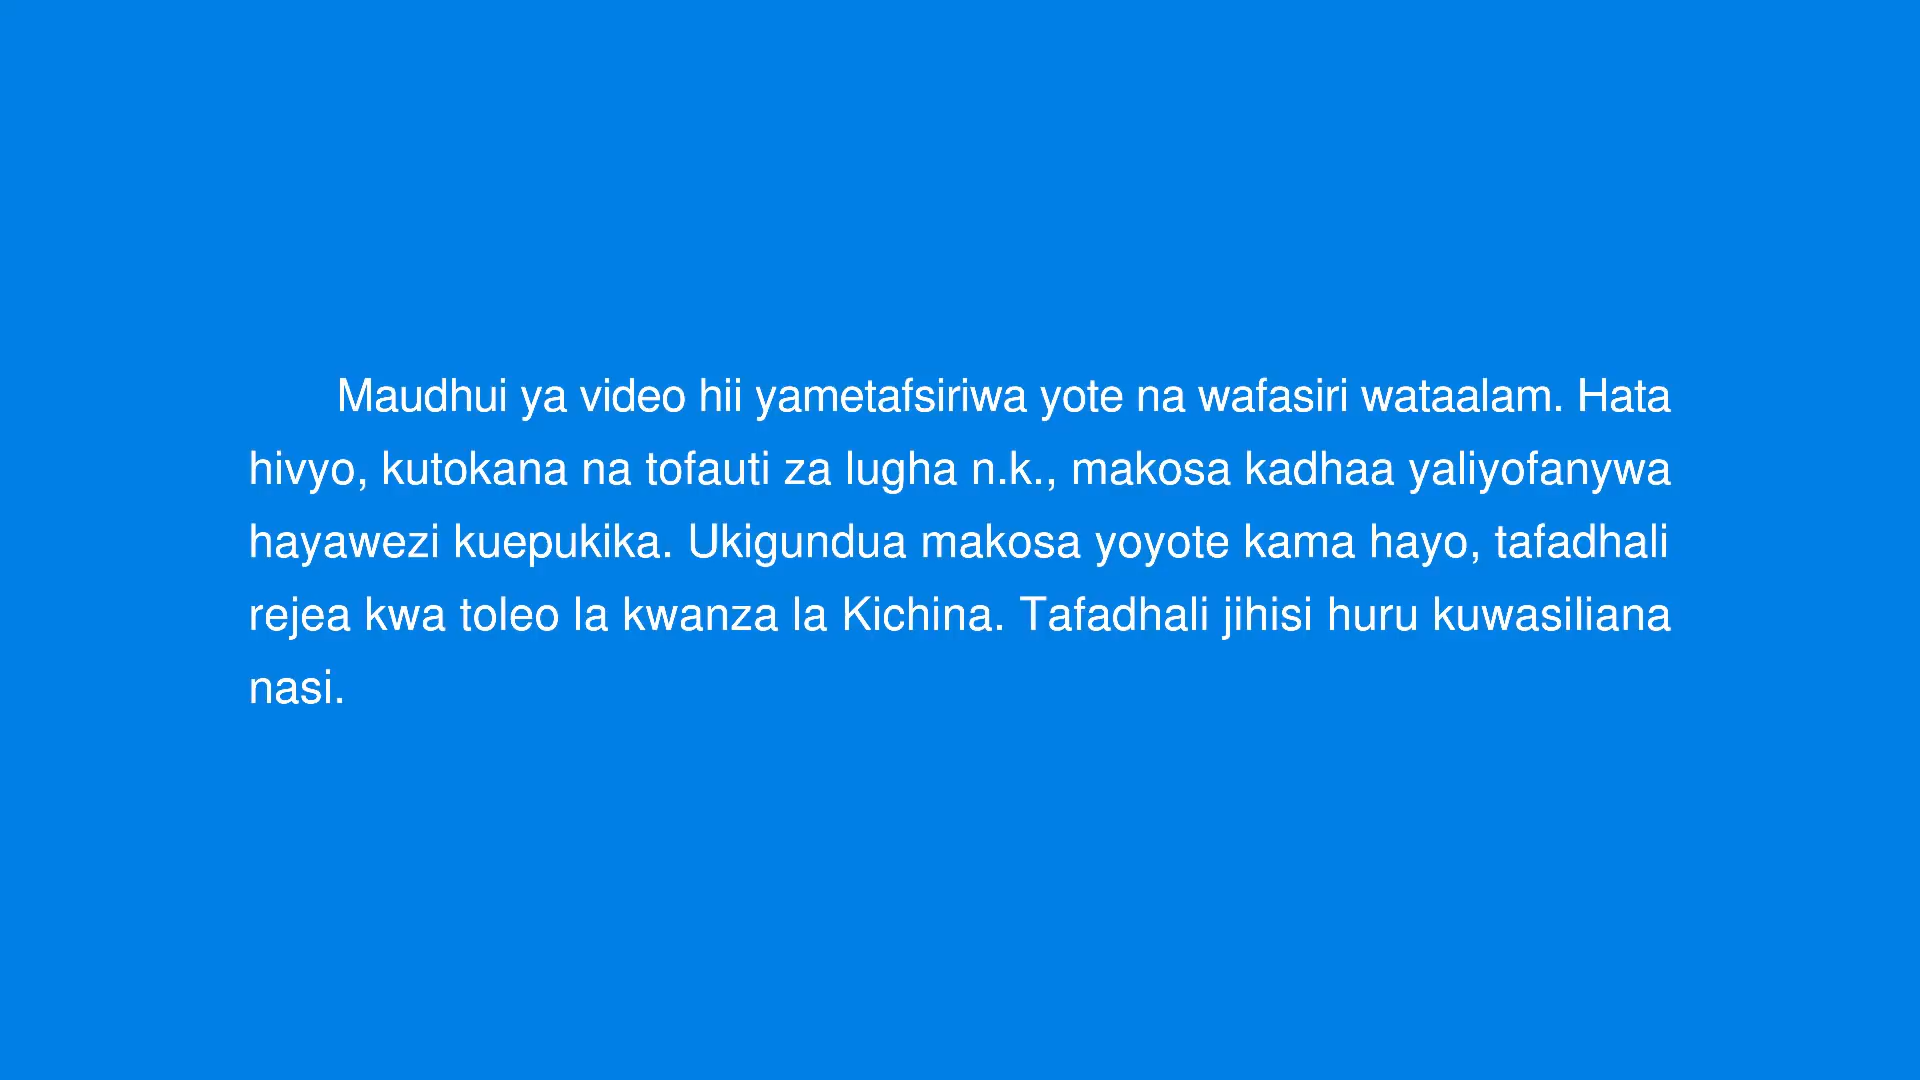 Maudhui ya video hii yametafsiriwa yote na wafasiri wataalam. Hata
hivyo, kutokana na tofauti za lugha n.k., makosa kadhaa yaliyofanywa
hayawezi kuepukika. Ukigundua makosa yoyote kama hayo, tafadhali
rejea kwa toleo la kwanza la Kichina. Tafadhali jihisi huru kuwasiliana
nasi.